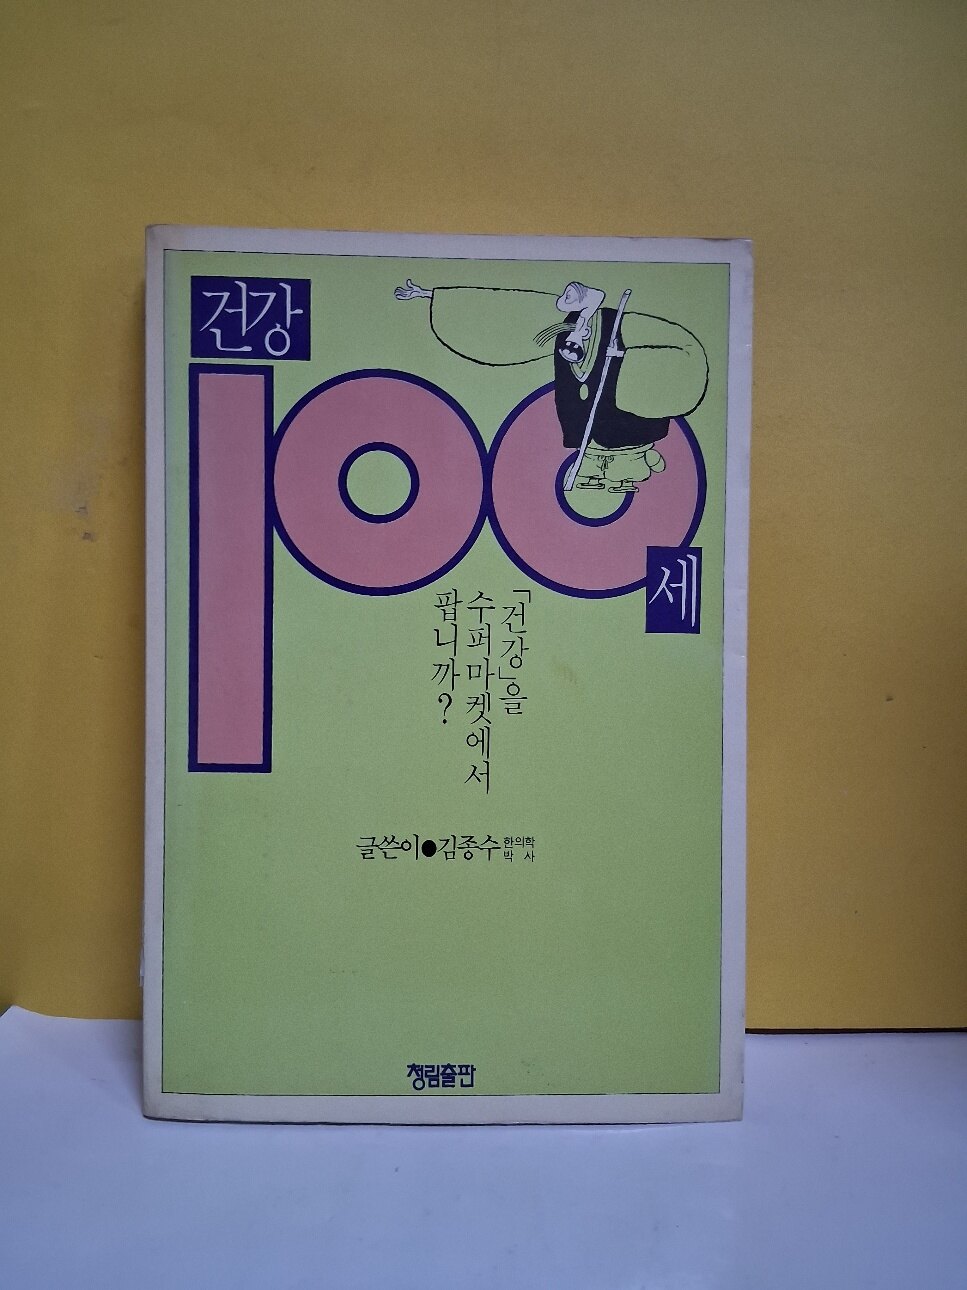 건강
100
세
「건강」을
수퍼마켓에서
팝니까?
글쓴이●김종수 한의학
박사
청림출판